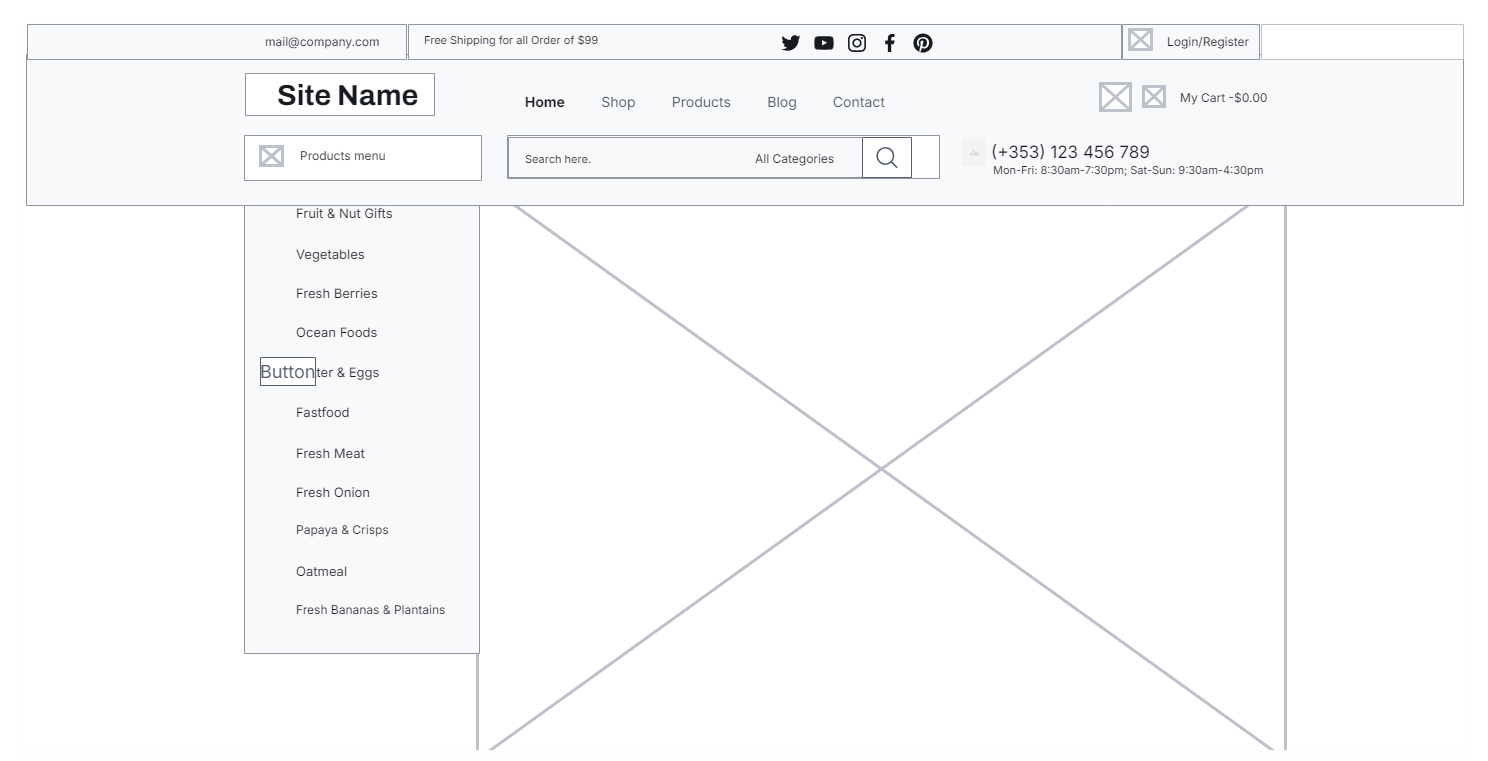 mail@company.com
Free Shipping for all Order of $99
Login/Register
Site Name
Home Shop Products Blog Contact
My Cart -$0.00
Products menu
Search here.
All Categories
(+353) 123 456 789
Mon-Fri: 8:30am-7:30pm; Sat-Sun: 9:30am-4:30pm
Fruit & Nut Gifts
Vegetables
Fresh Berries
Ocean Foods
Button
ter & Eggs
Fastfood
Fresh Meat
Fresh Onion
Papaya & Crisps
Oatmeal
Fresh Bananas & Plantains